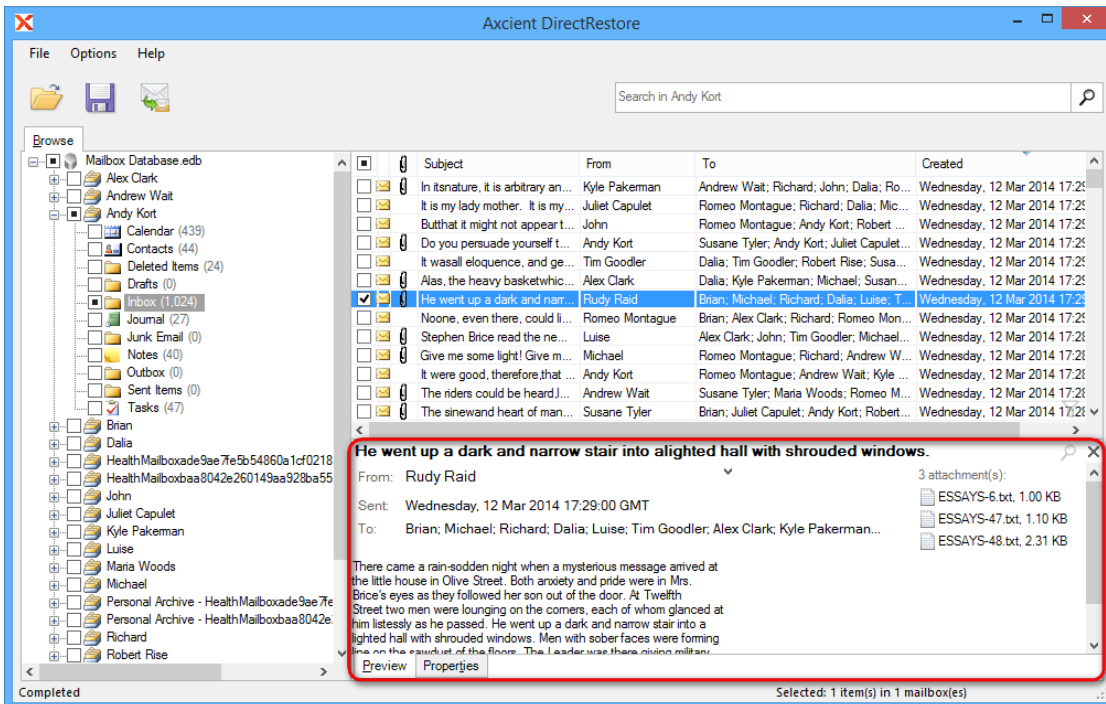 Axcient DirectRestore
File Options Help
Search in Andy Kort
Browse
Mailbox Database.edb
Alex Clark
Andrew Wait
Andy Kort
Calendar (439)
Contacts (44)
Deleted Items (24)
Drafts (0)
Inbox (1,024)
Journal (27)
Junk Email (0)
Notes (40)
Outbox (0)
Sent Items (0)
Tasks (47)
Brian
Dalia
HealthMailboxade9ae7fe5b54860a1cf0218
HealthMailboxbaa8042e260149aa928ba55
John
Juliet Capulet
Kyle Pakerman
Luise
Maria Woods
Michael
Personal Archive - HealthMailboxade9ae7fe
Personal Archive - HealthMailboxbaa8042e
Richard
Robert Rise
Subject From To Created
In itsnature, it is arbitrary an... Kyle Pakerman Andrew Wait; Richard; John; Dalia; Ro... Wednesday, 12 Mar 2014 17:29
It is my lady mother. It is my... Juliet Capulet Romeo Montague; Richard; Dalia; Mic... Wednesday, 12 Mar 2014 17:29
Butthat it might not appear t... John Romeo Montague; Andy Kort; Robert ... Wednesday, 12 Mar 2014 17:29
Do you persuade yourself t... Andy Kort Susane Tyler; Andy Kort; Juliet Capulet... Wednesday, 12 Mar 2014 17:29
It wasall eloquence, and ge... Tim Goodler Dalia; Tim Goodler; Robert Rise; Susa... Wednesday, 12 Mar 2014 17:29
Alas, the heavy basketwhic... Alex Clark Dalia; Kyle Pakerman; Michael; Susan... Wednesday, 12 Mar 2014 17:29
He went up a dark and narr... Rudy Raid Brian; Michael; Richard; Dalia; Luise; T... Wednesday, 12 Mar 2014 17:29
Noone, even there, could li... Romeo Montague Brian; Alex Clark; Richard; Romeo Mon... Wednesday, 12 Mar 2014 17:28
Stephen Brice read the ne... Luise Alex Clark; John; Tim Goodler; Michael... Wednesday, 12 Mar 2014 17:28
Give me some light! Give m... Michael Romeo Montague; Richard; Andrew W... Wednesday, 12 Mar 2014 17:28
It were good, therefore,that ... Andy Kort Romeo Montague; Andrew Wait; Kyle ... Wednesday, 12 Mar 2014 17:28
The riders could be heard,l... Andrew Wait Susane Tyler; Maria Woods; Romeo M... Wednesday, 12 Mar 2014 17:28
The sinewand heart of man... Susane Tyler Brian; Juliet Capulet; Andy Kort; Robert... Wednesday, 12 Mar 2014 17:28
He went up a dark and narrow stair into alighted hall with shrouded windows.
From: Rudy Raid
Sent: Wednesday, 12 Mar 2014 17:29:00 GMT
To: Brian; Michael; Richard; Dalia; Luise; Tim Goodler; Alex Clark; Kyle Pakerman...
3 attachment(s):
ESSAYS-6.txt, 1.00 KB
ESSAYS-47.txt, 1.10 KB
ESSAYS-48.txt, 2.31 KB
There came a rain-sodden night when a mysterious message arrived at
the little house in Olive Street. Both anxiety and pride were in Mrs.
Brice's eyes as they followed her son out of the door. At Twelfth
Street two men were lounging on the corners, each of whom glanced at
him listessly as he passed. He went up a dark and narrow stair into a
lighted hall with shrouded windows. Men with sober faces were forming
line on the sawdust of the floors. The Leader was there giving military
Preview Properties
Completed
Selected: 1 item(s) in 1 mailbox(es)